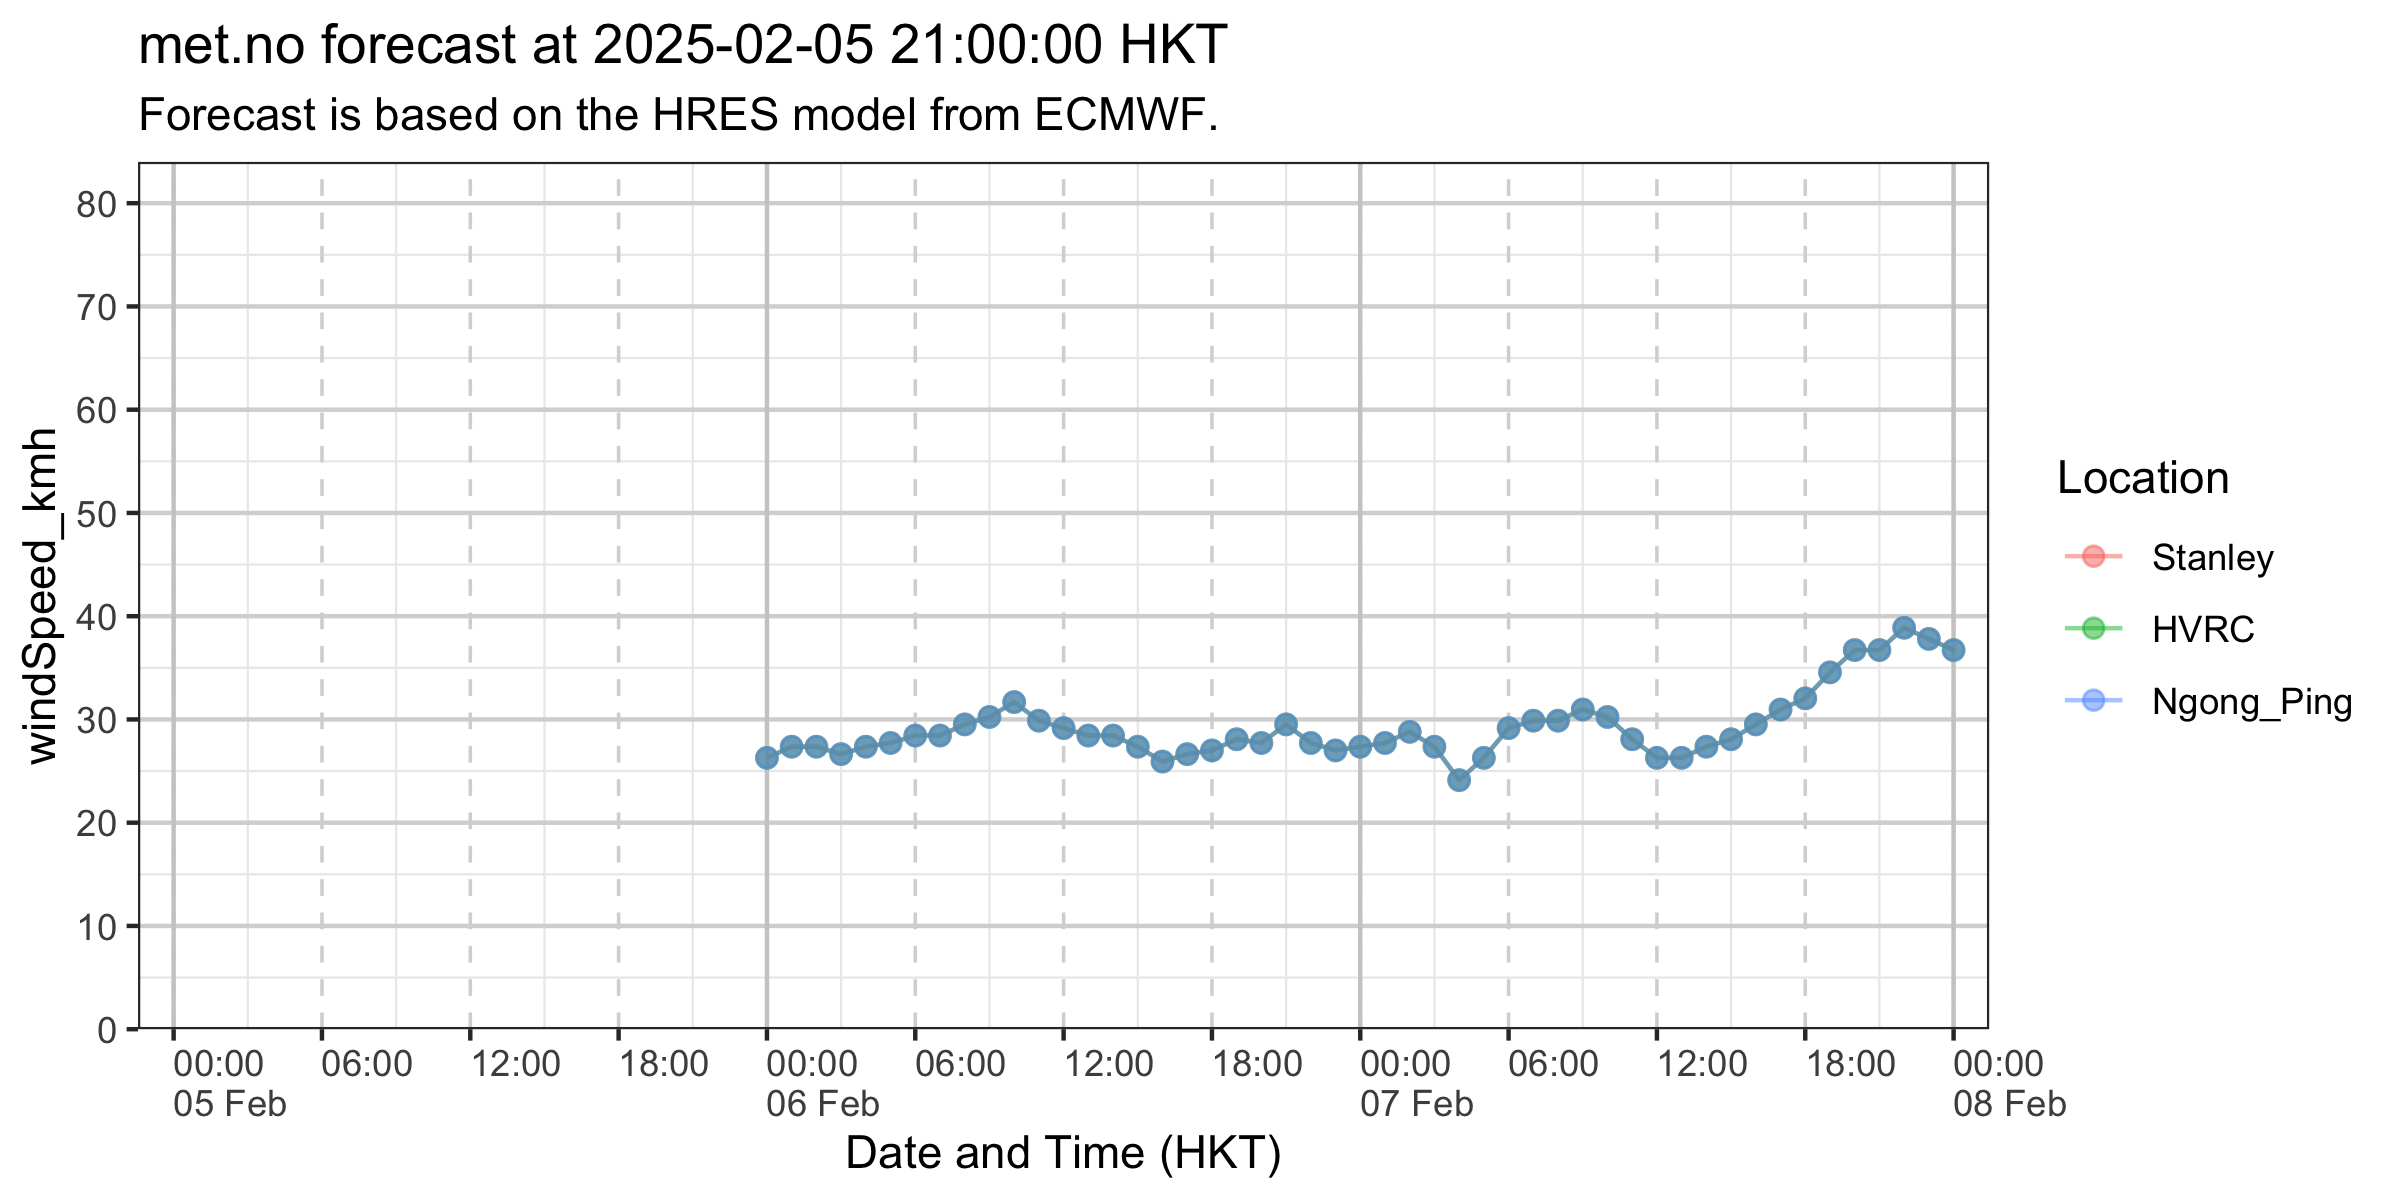 met.no forecast at 2025-02-05 21:00:00 HKT
Forecast is based on the HRES model from ECMWF.
windSpeed_kmh
80
70
60
50
40
30
20
10
0
00:00 06:00 12:00 18:00 00:00 06:00 12:00 18:00 00:00 06:00 12:00 18:00 00:00
05 Feb 06 Feb 07 Feb 08 Feb
Date and Time (HKT)
Location
Stanley
HVRC
Ngong_Ping